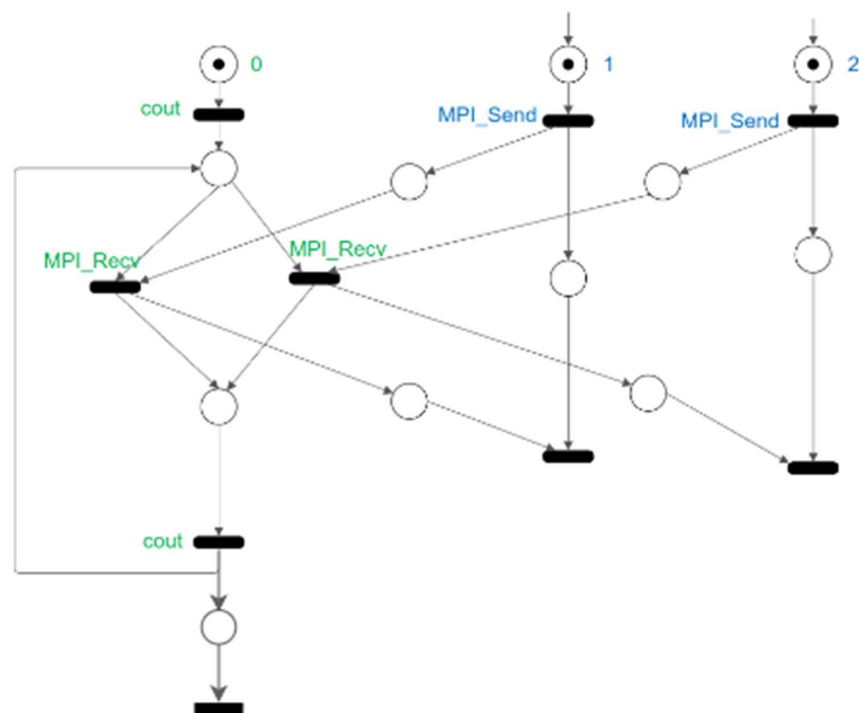 0
1
2
cout
MPI_Send
MPI_Send
MPI_Recv
MPI_Recv
cout